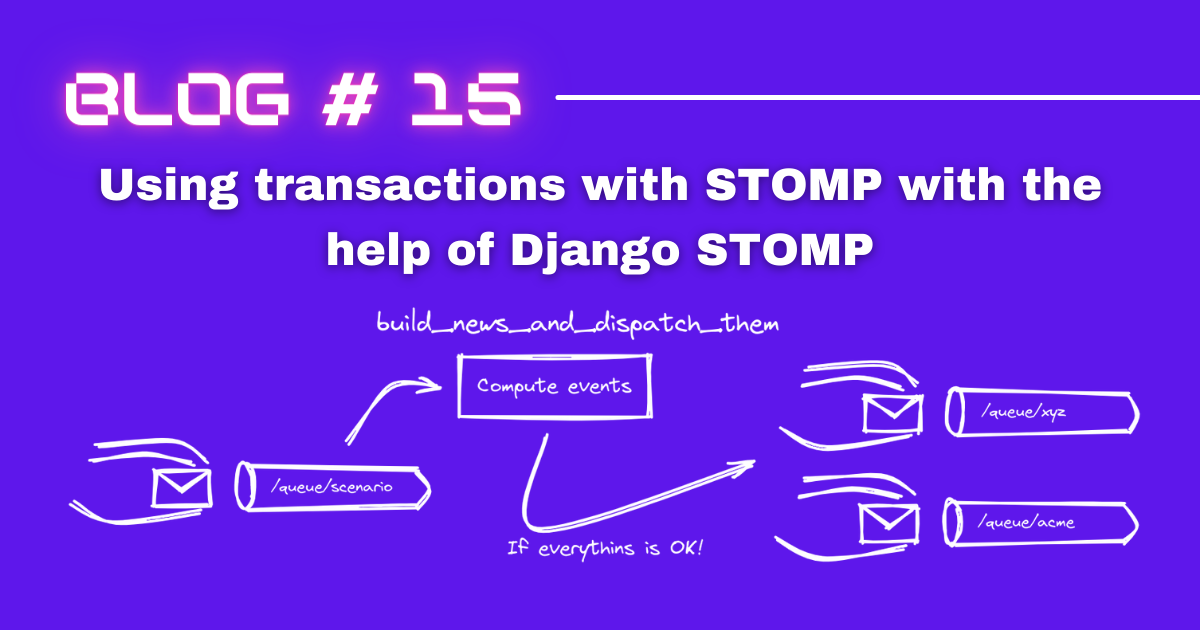 BLOG # 15
Using transactions with STOMP with the
help of Django STOMP
build_news_and_dispatch_them
Compute events
/queue/scenario
/queue/xyz
/queue/acme
If everythins is OK!